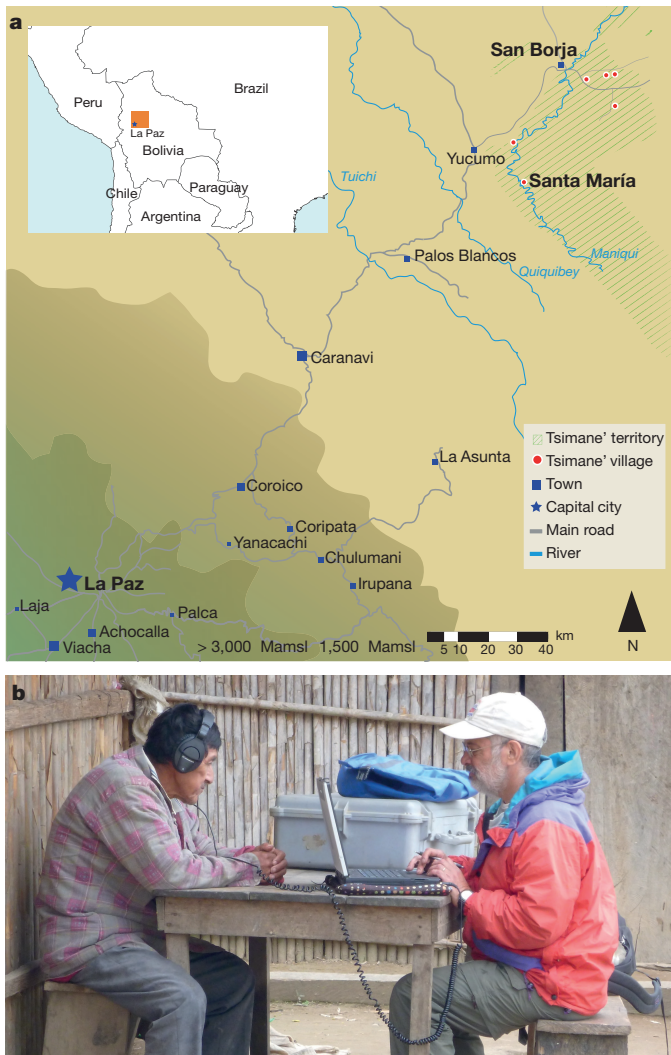 a
San Borja
Brazil
Peru
La Paz
Bolivia
Yucumo
Tuichi
Santa María
Chile
Paraguay
Argentina
Palos Blancos
Maniqui
Quiquibey
Caranavi
Tsimane’ territory
La Asunta
Tsimane’ village
Coroico
Town
Capital city
Coripata
Main road
Yanacachi
River
Chulumani
La Paz
Irupana
Laja
Palca
Achocalla
Viacha
> 3,000 Mamsl 1,500 Mamsl
km
5 10 20 30 40
N
b